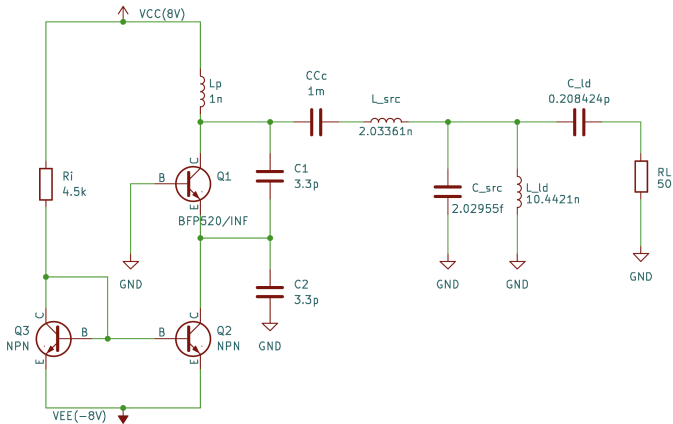 VCC(8V)
Lp
1n
CCc
1m
L_src
2.03361n
C_ld
0.208424p
Ri
4.5k
C
B
E
Q1
BFP520/INF
C1
3.3p
C_src
2.02955f
L_ld
10.4421n
RL
50
GND
GND
GND
GND
C2
3.3p
GND
Q3
NPN
C
B
E
B
C
E
Q2
NPN
VEE(-8V)